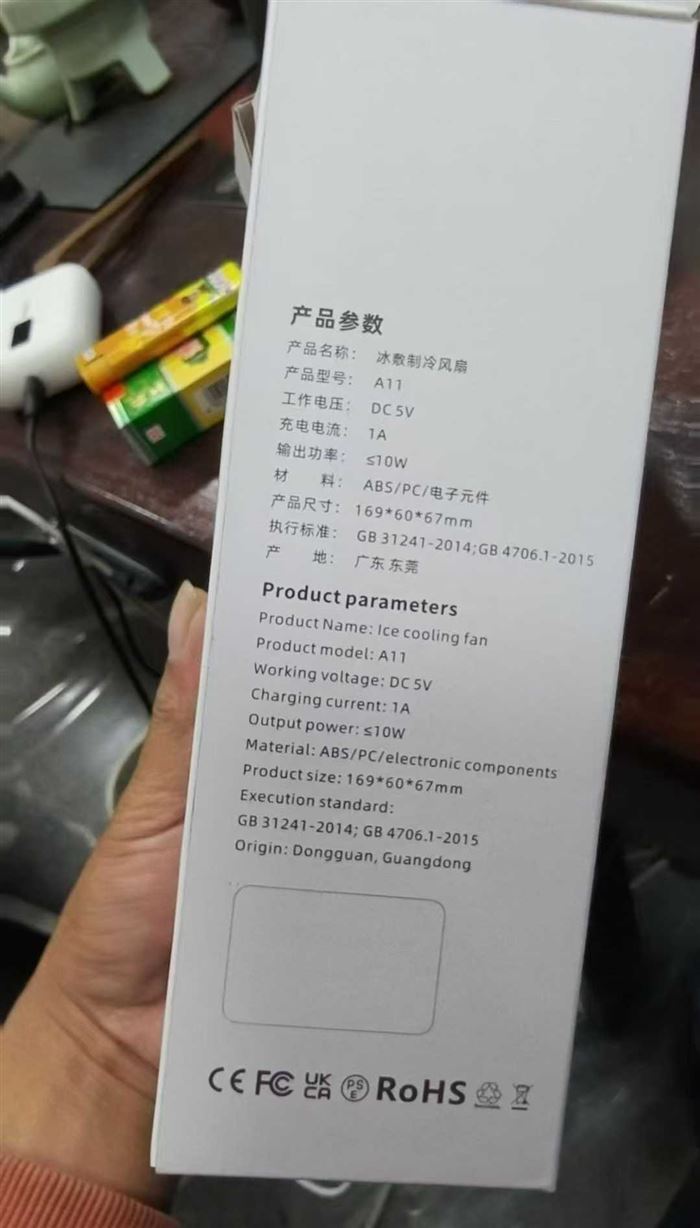 产品参数
产品名称： 冰敷制冷风扇
产品型号： A11
工作电压： DC 5V
充电电流： 1A
输出功率： ≤10W
材 料： ABS/PC/电子元件
产品尺寸： 169*60*67mm
执行标准： GB 31241-2014;GB 4706.1-2015
产 地： 广东 东莞
Product parameters
Product Name: Ice cooling fan
Product model: A11
Working voltage: DC 5V
Charging current: 1A
Output power: ≤10W
Material: ABS/PC/electronic components
Product size: 169*60*67mm
Execution standard:
GB 31241-2014; GB 4706.1-2015
Origin: Dongguan, Guangdong
CE FC UK CA PS E RoHS